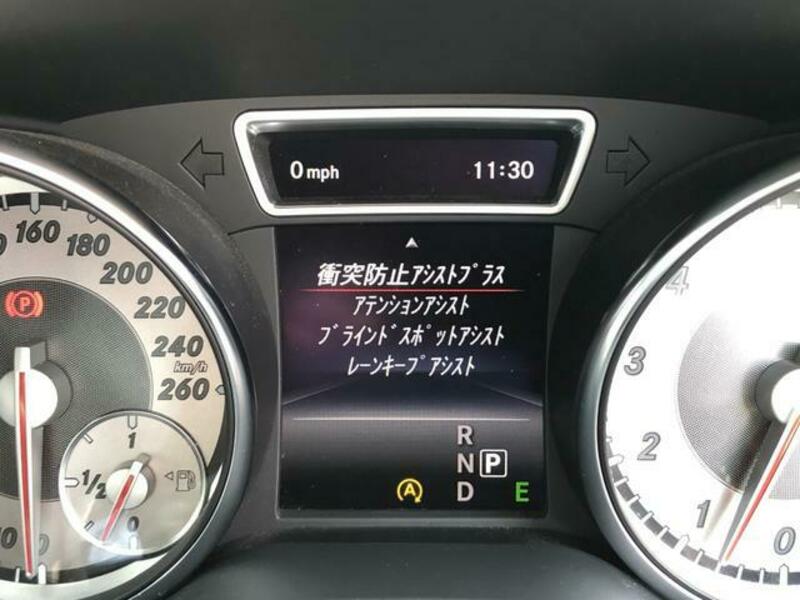 0 mph 11:30
衝突防止アシストプラス
アテンションアシスト
ブラインドスポットアシスト
レーンキープアシスト
R
N P
D
A
E
160
180
200
220
240
km/h
260
P
1
1/2
0
4
3
2
1
0